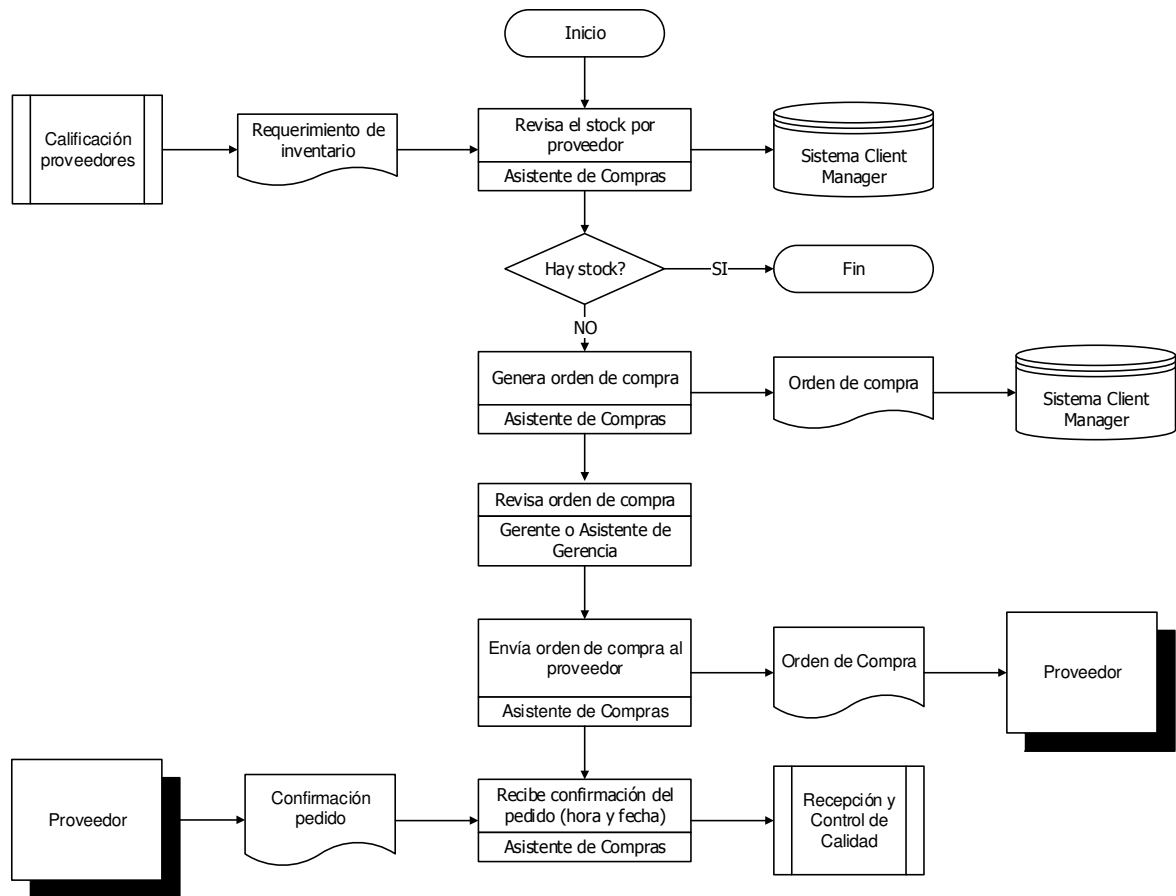 Inicio
Calificación
proveedores
Requerimiento de
inventario
Revisa el stock por
proveedor
Asistente de Compras
Sistema Client
Manager
Hay stock?
SI
Fin
NO
Genera orden de compra
Asistente de Compras
Orden de compra
Sistema Client
Manager
Revisa orden de compra
Gerente o Asistente de
Gerencia
Envía orden de compra al
proveedor
Asistente de Compras
Orden de Compra
Proveedor
Proveedor
Confirmación
pedido
Recibe confirmación del
pedido (hora y fecha)
Asistente de Compras
Recepción y
Control de
Calidad